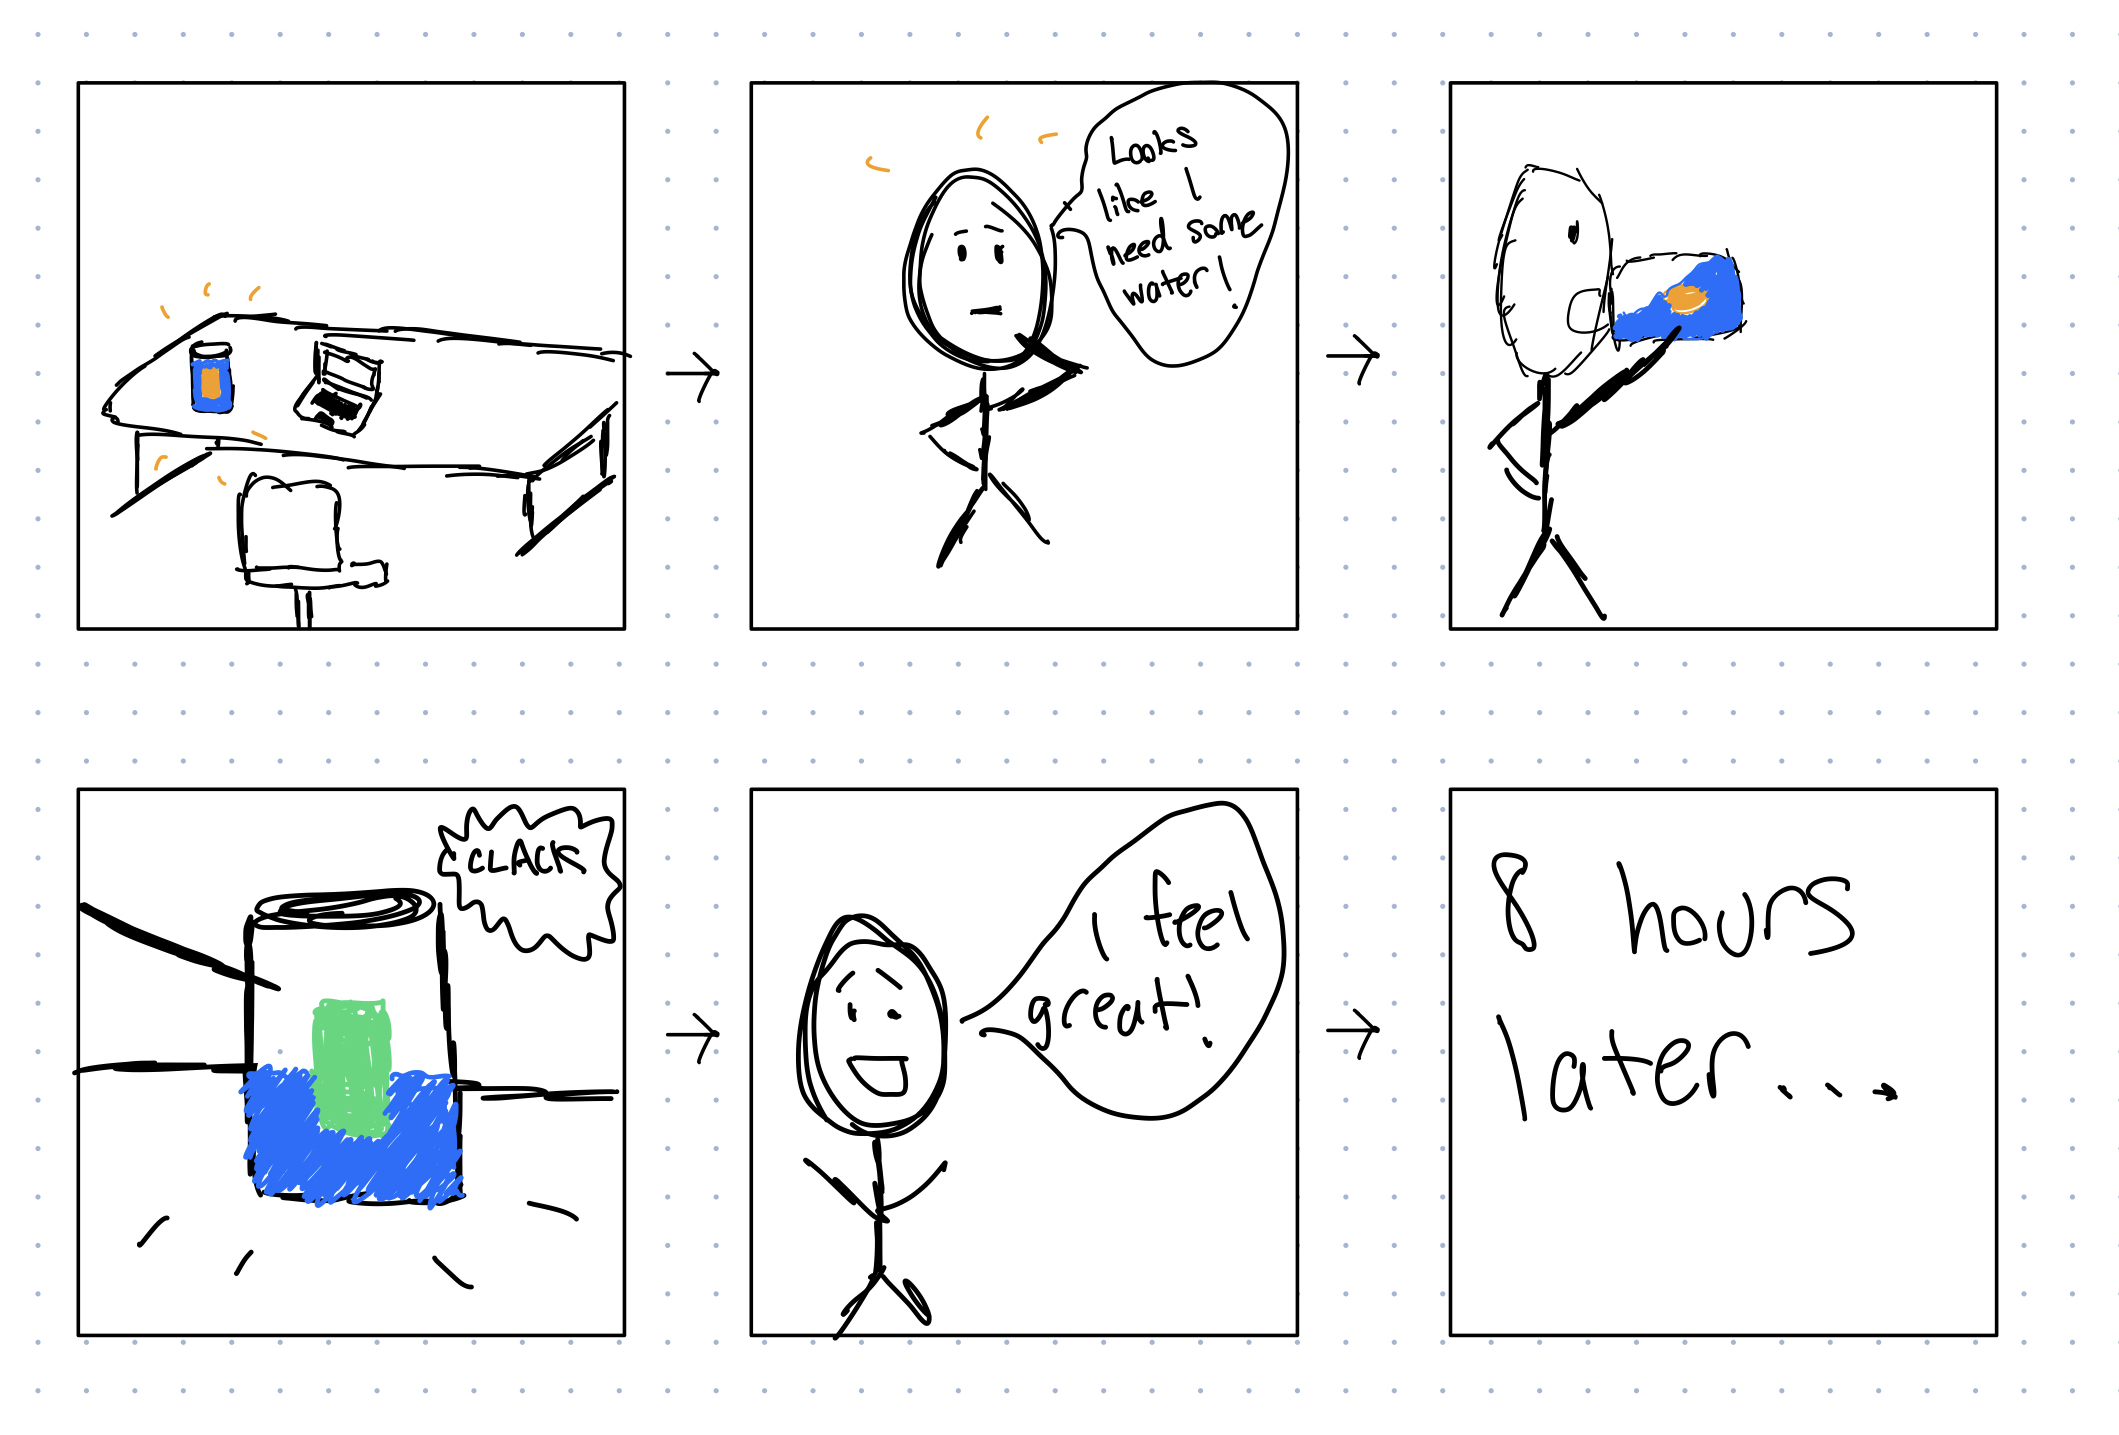 Looks
like I
need some
water!
CLACK
I feel
great!
8 hours
later...